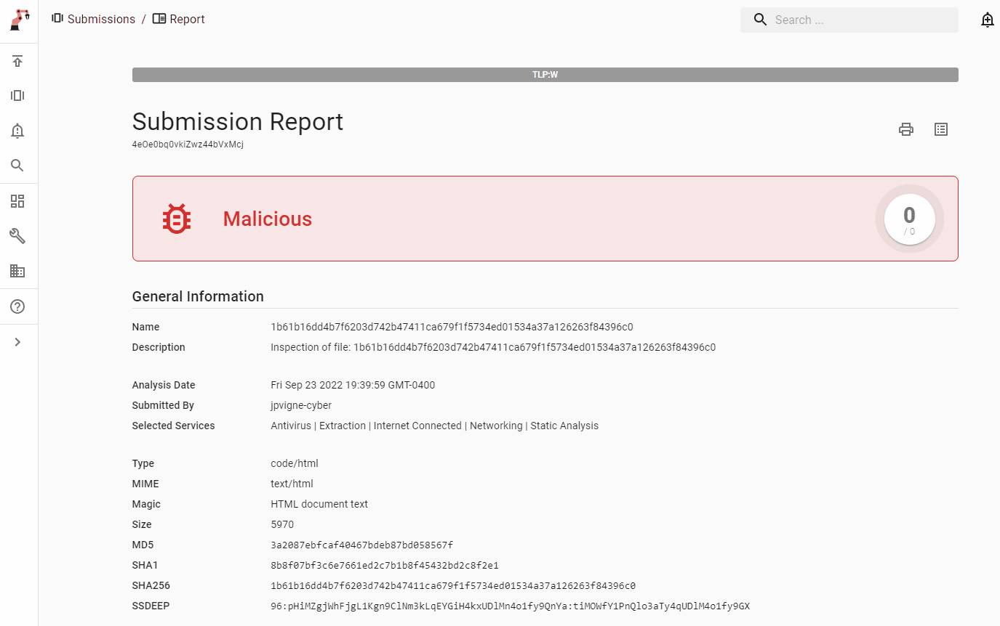 Submissions / Report
Search ...
TLP:W
Submission Report
4eOe0bq0vkiZwz44bVxMcj
Malicious
0
/ 0
General Information
Name 1b61b16dd4b7f6203d742b47411ca679f1f5734ed01534a37a126263f84396c0
Description Inspection of file: 1b61b16dd4b7f6203d742b47411ca679f1f5734ed01534a37a126263f84396c0
Analysis Date Fri Sep 23 2022 19:39:59 GMT-0400
Submitted By jpvigne-cyber
Selected Services Antivirus | Extraction | Internet Connected | Networking | Static Analysis
Type code/html
MIME text/html
Magic HTML document text
Size 5970
MD5 3a2087ebfcaf40467bdeb87bd058567f
SHA1 8b8f07bf3c6e7661ed2c7b1b8f45432bd2c8f2e1
SHA256 1b61b16dd4b7f6203d742b47411ca679f1f5734ed01534a37a126263f84396c0
SSDEEP 96:pHiMZgjWhFjgL1Kgn9ClNm3kLqEYGiH4kxUDlMn4o1fy9QnYa:tiMOWfY1PnQlo3aTy4qUDlM4o1fy9GX